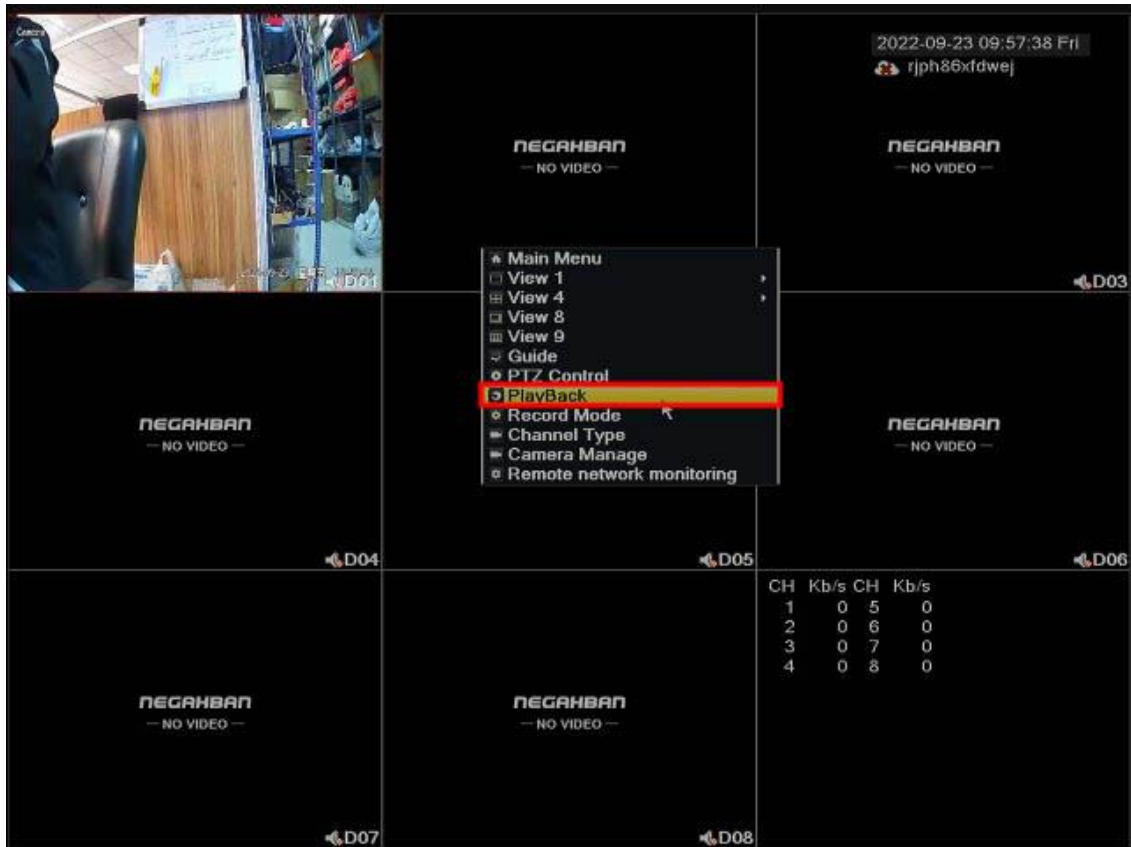 Camera
D01
NEGAHBAN
— NO VIDEO —
2022-09-23 09:57:38 Fri
rjph86xfdwej
NEGAHBAN
— NO VIDEO —
D03
Main Menu
View 1
View 4
View 8
View 9
Guide
PTZ Control
PlayBack
Record Mode
Channel Type
Camera Manage
Remote network monitoring
NEGAHBAN
— NO VIDEO —
D04
D05
NEGAHBAN
— NO VIDEO —
D06
NEGAHBAN
— NO VIDEO —
D07
NEGAHBAN
— NO VIDEO —
D08
CH Kb/s CH Kb/s
1 0 5 0
2 0 6 0
3 0 7 0
4 0 8 0